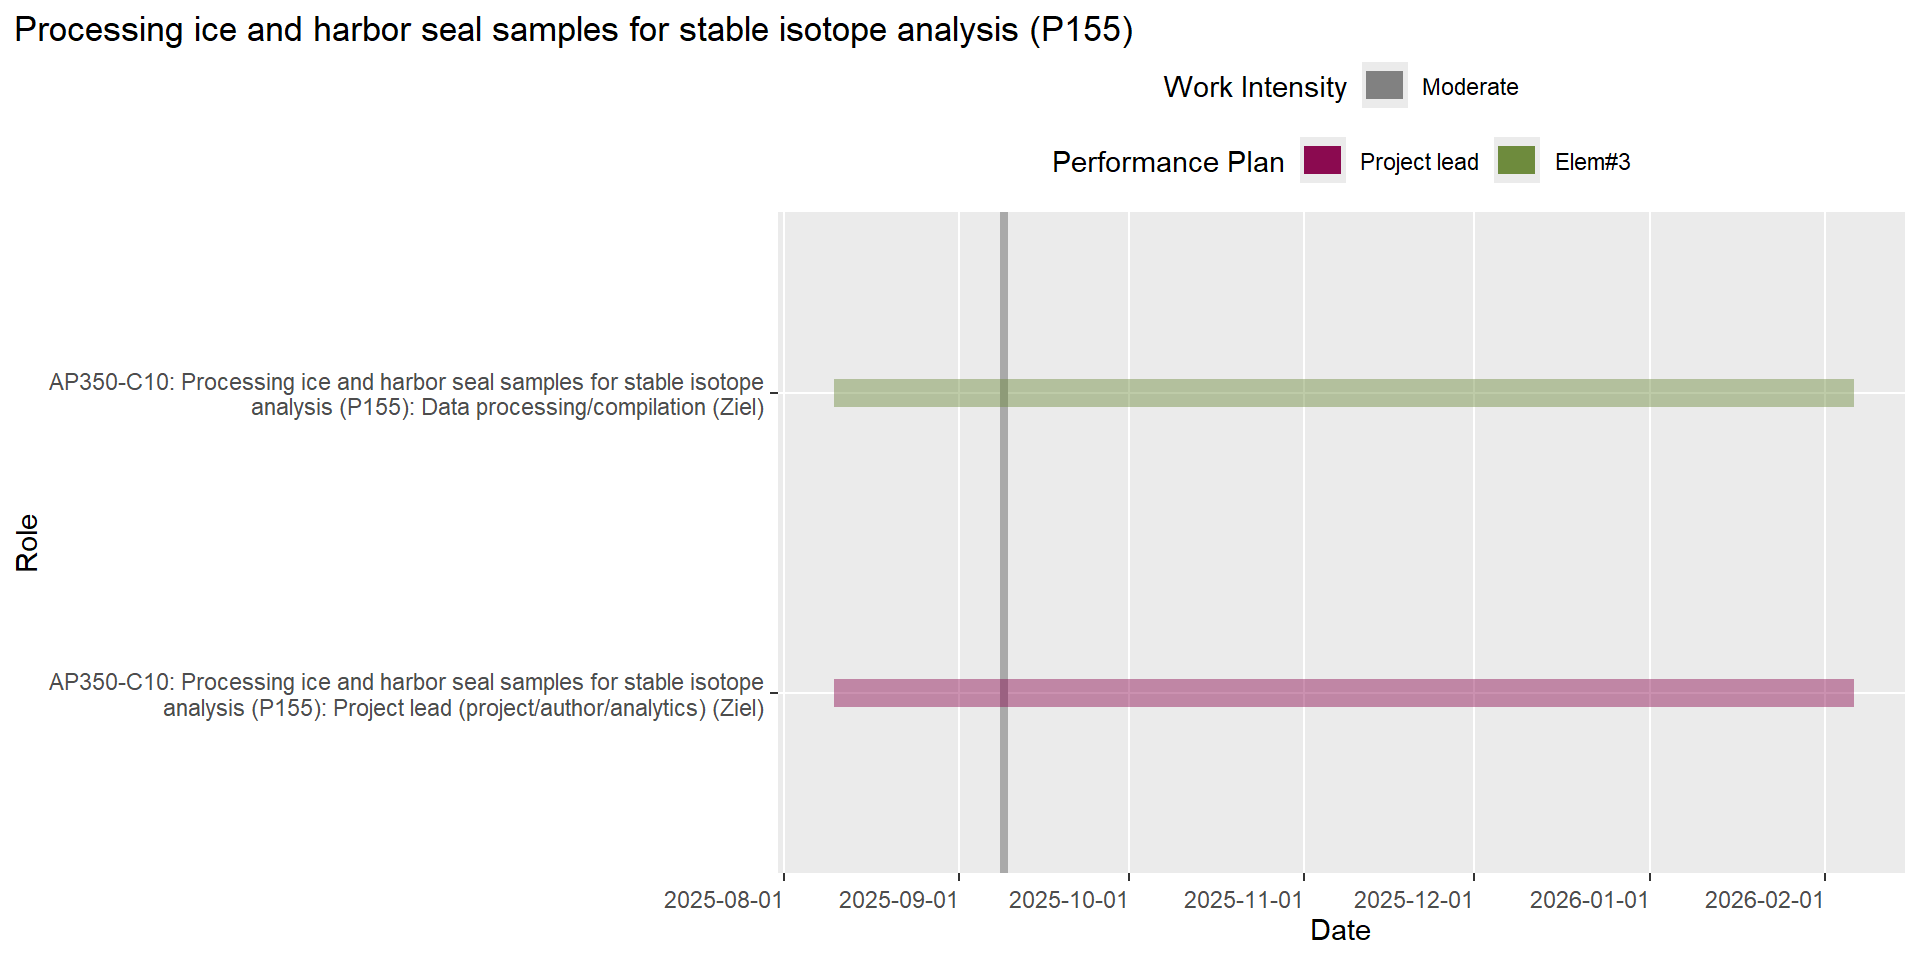 Processing ice and harbor seal samples for stable isotope analysis (P155)
Work Intensity Moderate
Performance Plan Project lead Elem#3
AP350-C10: Processing ice and harbor seal samples for stable isotope
analysis (P155): Data processing/compilation (Ziel)
Role
AP350-C10: Processing ice and harbor seal samples for stable isotope
analysis (P155): Project lead (project/author/analytics) (Ziel)
2025-08-01 2025-09-01 2025-10-01 2025-11-01 2025-12-01 2026-01-01 2026-02-01
Date